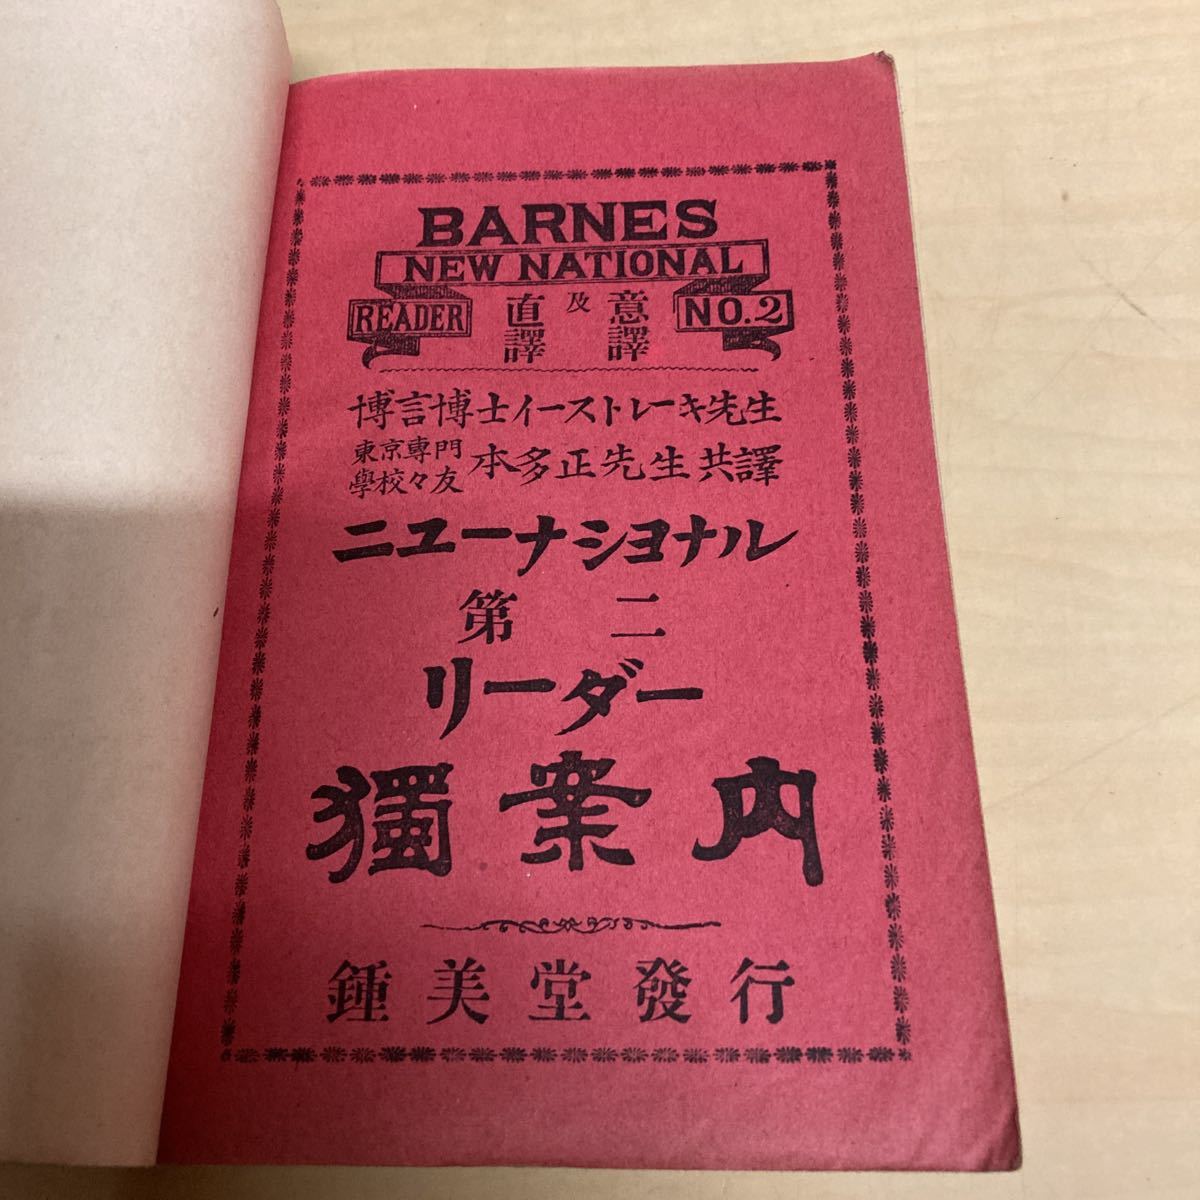 BARNES
NEW NATIONAL
READER 直譯 及 意譯 NO.2
博言博士イーストレーキ先生
東京專門學校々友 本多正先生共譯
ニユーナシヨナル
第二
リーダー
獨案内
鍾美堂發行